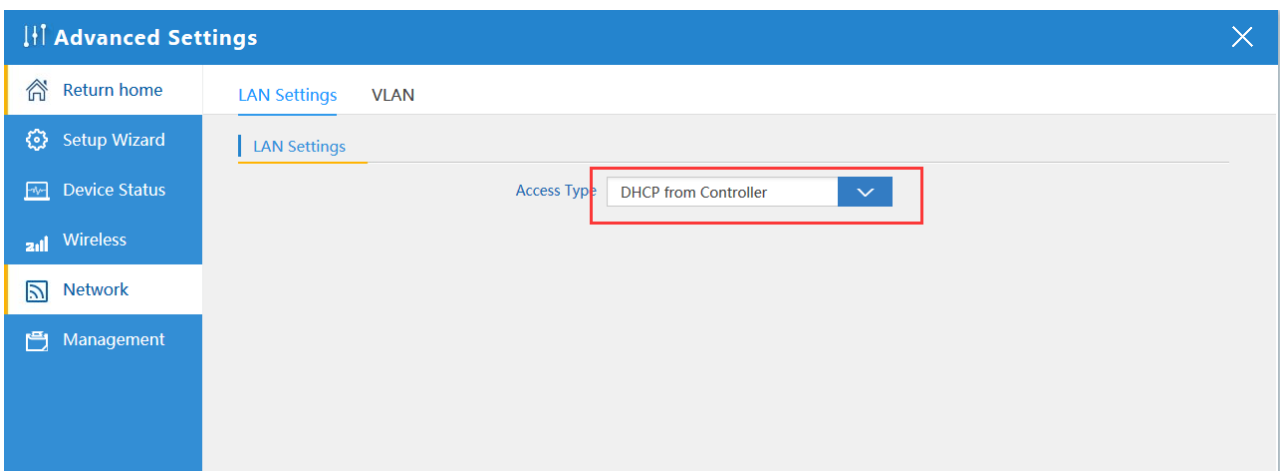 Advanced Settings
Return home
Setup Wizard
Device Status
Wireless
Network
Management
LAN Settings VLAN
LAN Settings
Access Type DHCP from Controller